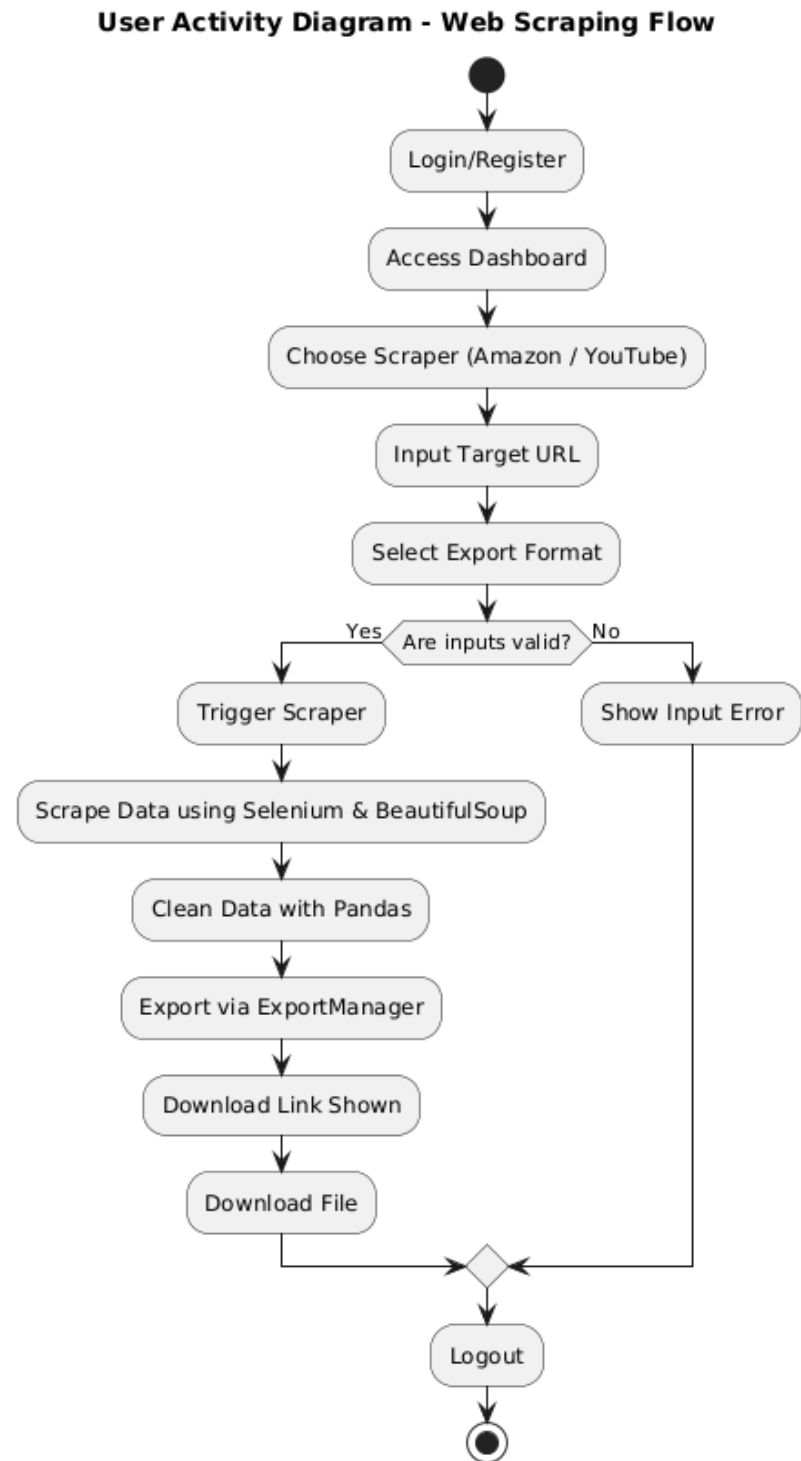 User Activity Diagram - Web Scraping Flow
Login/Register
Access Dashboard
Choose Scraper (Amazon / YouTube)
Input Target URL
Select Export Format
Yes
Are inputs valid?
No
Trigger Scraper
Show Input Error
Scrape Data using Selenium & BeautifulSoup
Clean Data with Pandas
Export via ExportManager
Download Link Shown
Download File
Logout